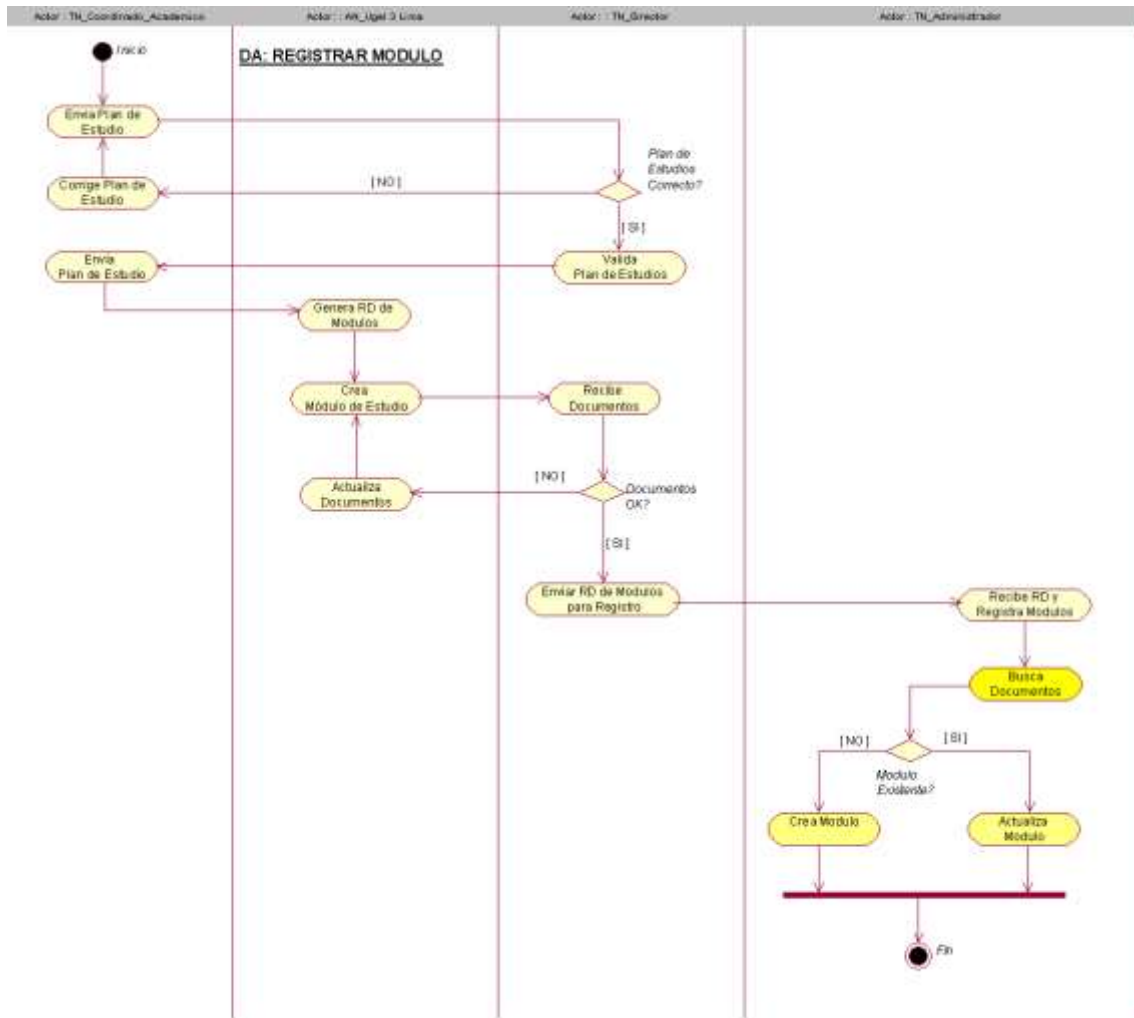 Actor : TN_Coordinado_Academico
Actor : : AN_Ugel 3 Lima
Actor : : TN_Director
Actor : TN_Administrador
Inicio
DA: REGISTRAR MODULO
Envia Plan de
Estudio
Plan de
Estudios
Correcto?
Corrige Plan de
Estudio
[ NO ]
[ SI ]
Envia
Plan de Estudio
Valida
Plan de Estudios
Genera RD de
Modulos
Crea
Módulo de Estudio
Recibe
Documentos
[ NO ]
Actualiza
Documentos
Documentos
OK?
[ SI ]
Enviar RD de Modulos
para Registro
Recibe RD y
Registra Modulos
Busca
Documentos
[ NO ]
[ SI ]
Modulo
Existente?
Crea Modulo
Actualiza
Modulo
Fin